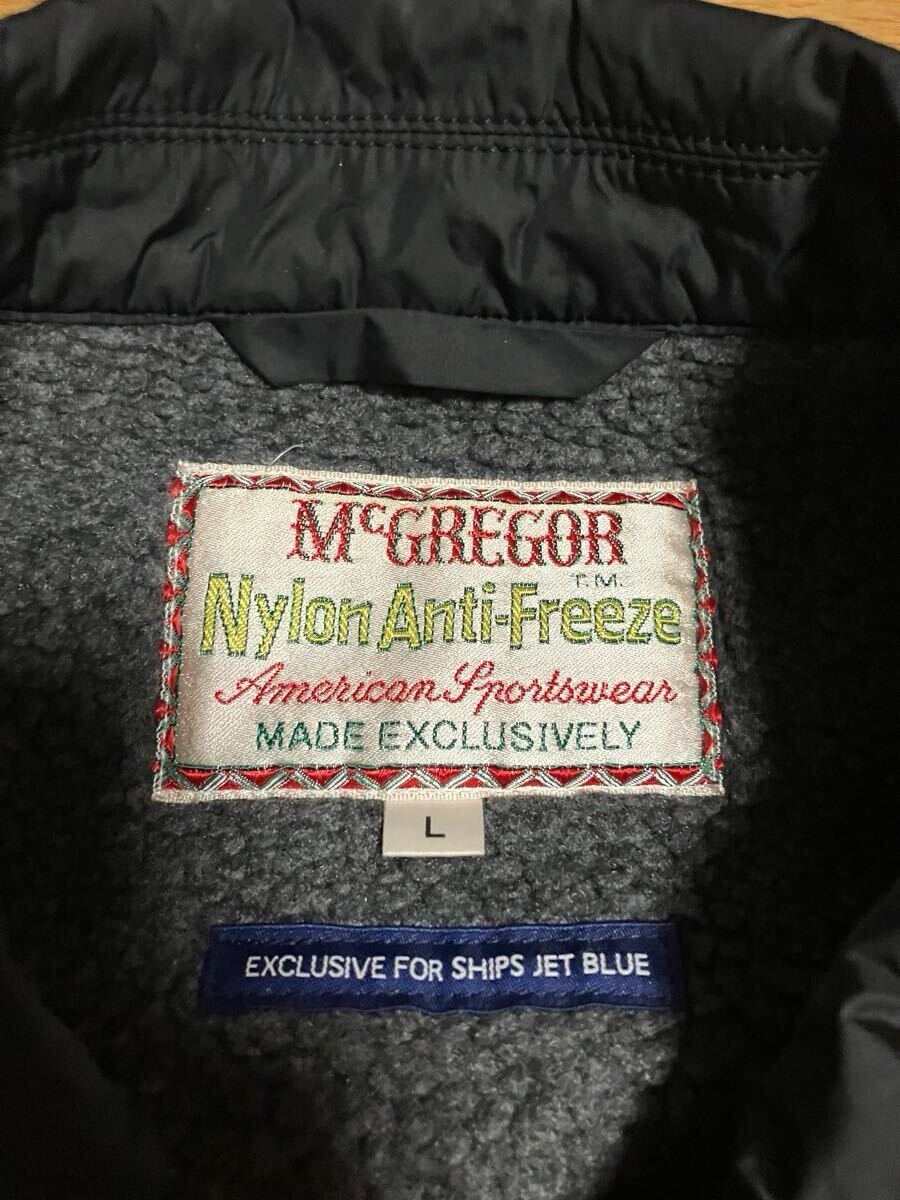 McGREGOR
T.M.
Nylon Anti-Freeze
American Sportswear
MADE EXCLUSIVELY
L
EXCLUSIVE FOR SHIPS JET BLUE